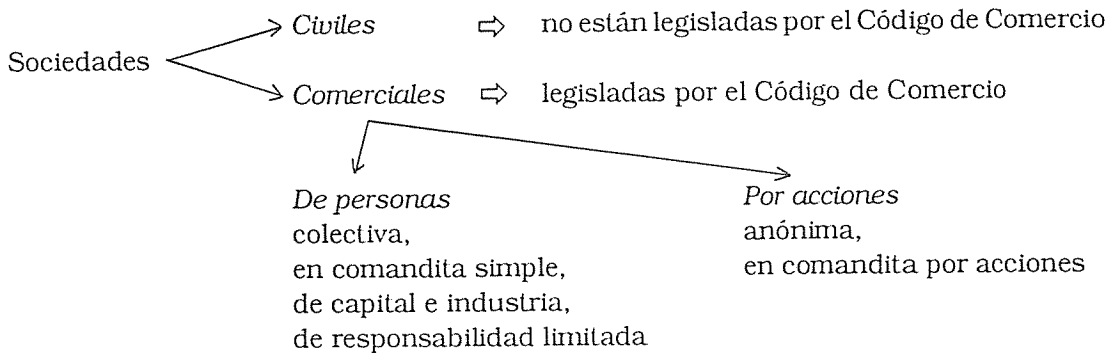 Civiles ⇨ no están legisladas por el Código de Comercio
Sociedades
Comerciales ⇨ legisladas por el Código de Comercio
De personas
colectiva,
en comandita simple,
de capital e industria,
de responsabilidad limitada
Por acciones
anónima,
en comandita por acciones